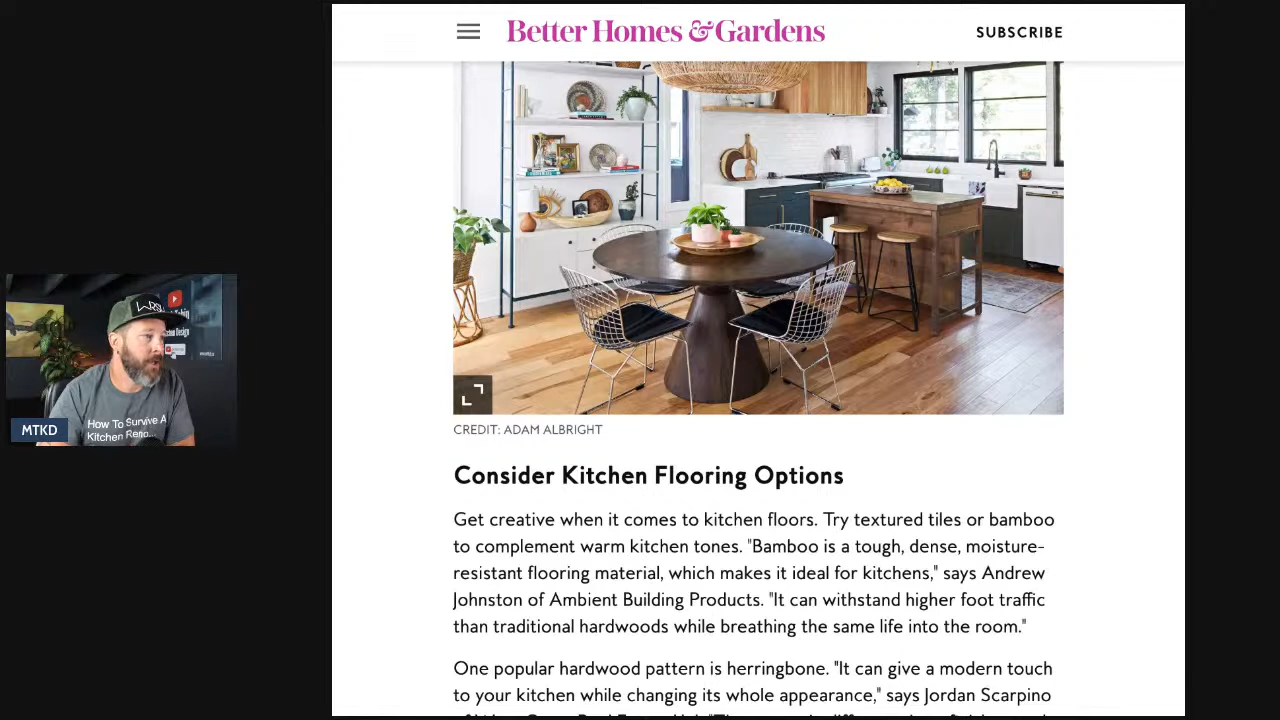 Better Homes & Gardens
SUBSCRIBE
CREDIT: ADAM ALBRIGHT
Consider Kitchen Flooring Options
Get creative when it comes to kitchen floors. Try textured tiles or bamboo
to complement warm kitchen tones. "Bamboo is a tough, dense, moisture-
resistant flooring material, which makes it ideal for kitchens," says Andrew
Johnston of Ambient Building Products. "It can withstand higher foot traffic
than traditional hardwoods while breathing the same life into the room."
One popular hardwood pattern is herringbone. "It can give a modern touch
to your kitchen while changing its whole appearance," says Jordan Scarpino
How To Survive A
Kitchen Reno...
MTKD